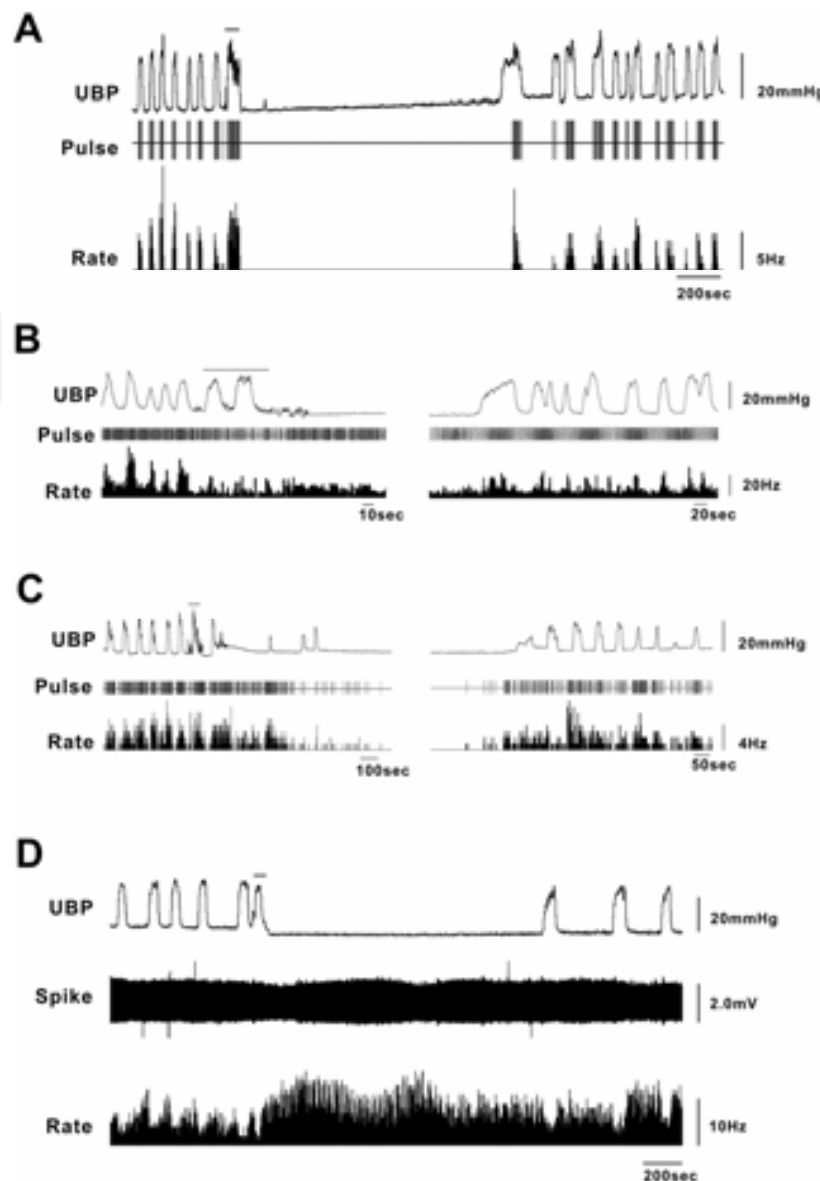 A
UBP
20mmHg
Pulse
Rate
5Hz
200sec
B
UBP
20mmHg
Pulse
Rate
20Hz
10sec
20sec
C
UBP
20mmHg
Pulse
Rate
4Hz
100sec
50sec
D
UBP
20mmHg
Spike
2.0mV
Rate
10Hz
200sec